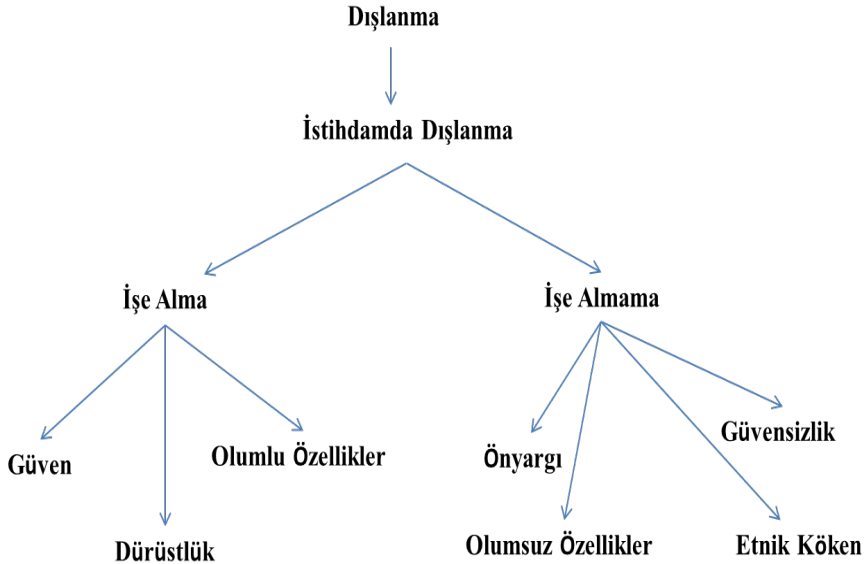 Dışlanma
İstihdamda Dışlanma
İşe Alma
İşe Almama
Güven
Olumlu Özellikler
Önyargı
Güvensizlik
Dürüstlük
Olumsuz Özellikler
Etnik Köken